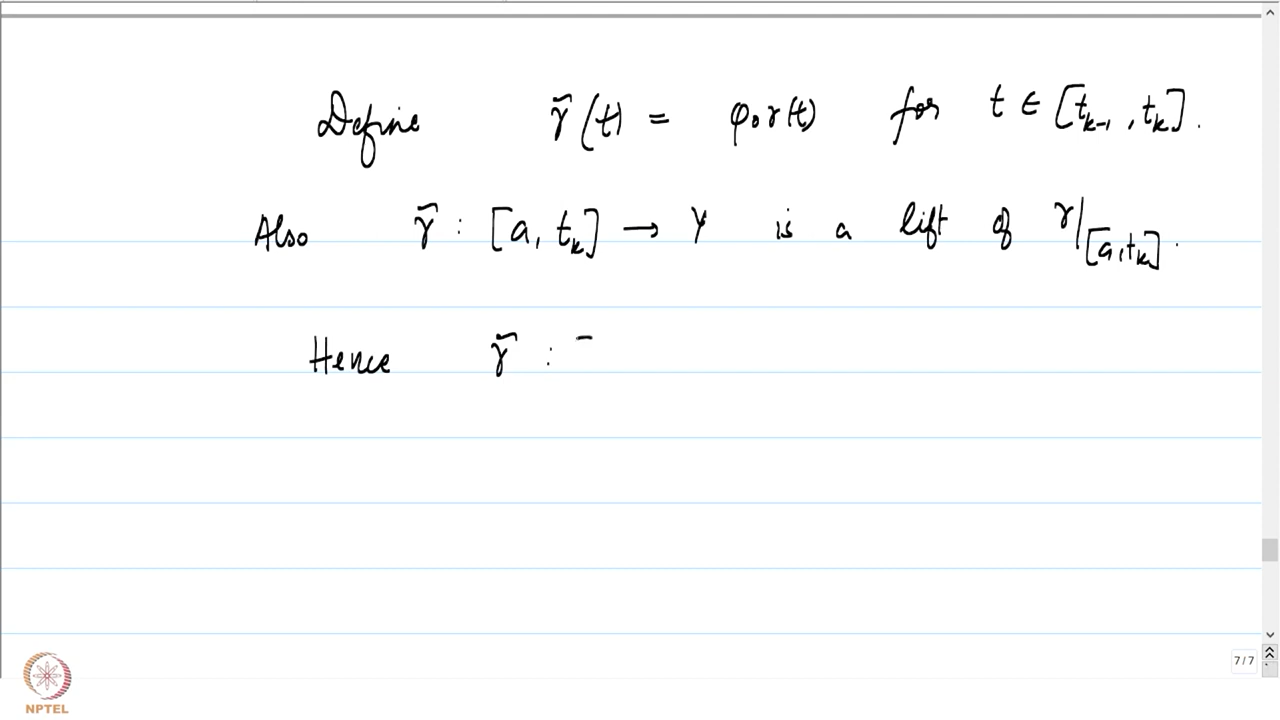 Define γ̃(t) = φ∘γ(t) for t ∈ [t_{k-1}, t_k].
Also γ̃ : [a, t_k] → Y is a lift of γ|_{[a, t_k]}.
Hence γ̃ :
7/7
NPTEL